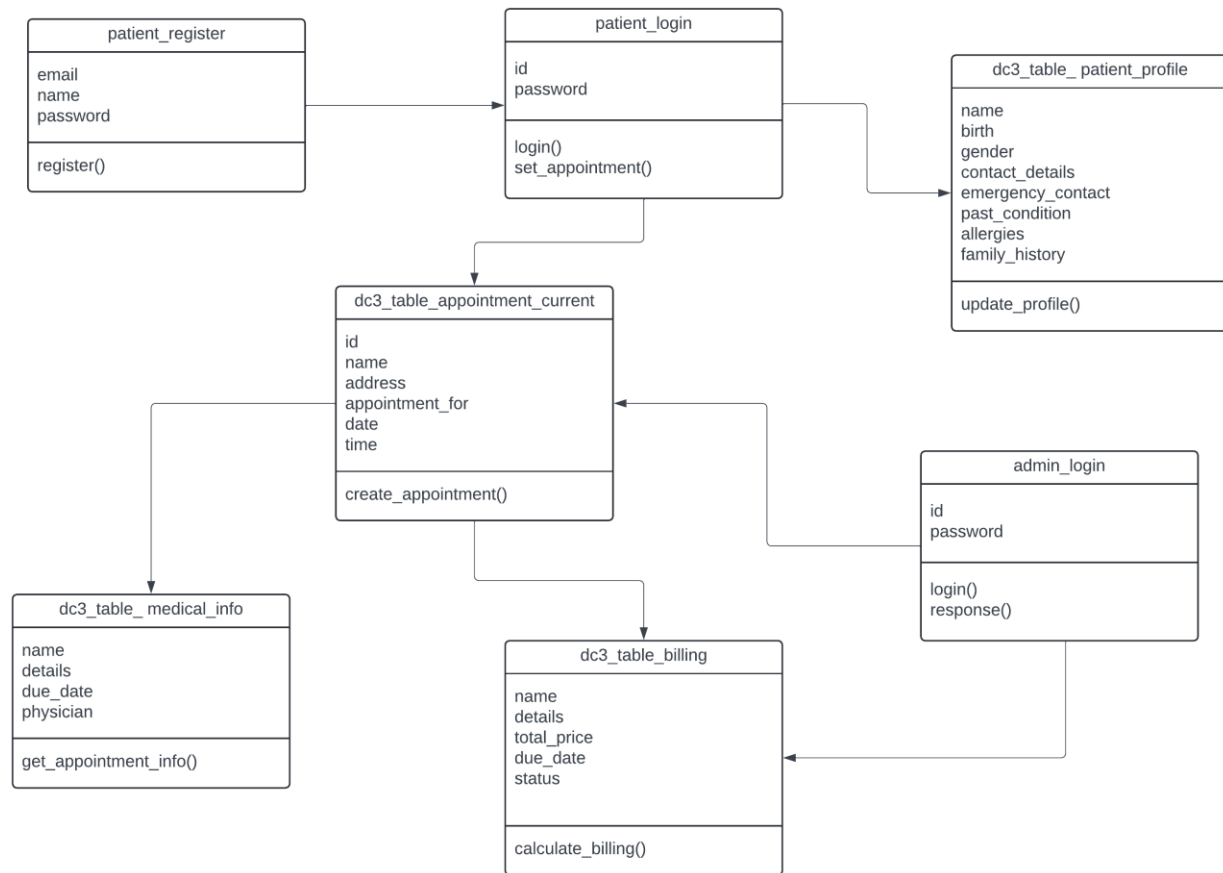 patient_register
email
name
password
register()
patient_login
id
password
login()
set_appointment()
dc3_table_ patient_profile
name
birth
gender
contact_details
emergency_contact
past_condition
allergies
family_history
update_profile()
dc3_table_appointment_current
id
name
address
appointment_for
date
time
create_appointment()
admin_login
id
password
login()
response()
dc3_table_ medical_info
name
details
due_date
physician
get_appointment_info()
dc3_table_billing
name
details
total_price
due_date
status
calculate_billing()